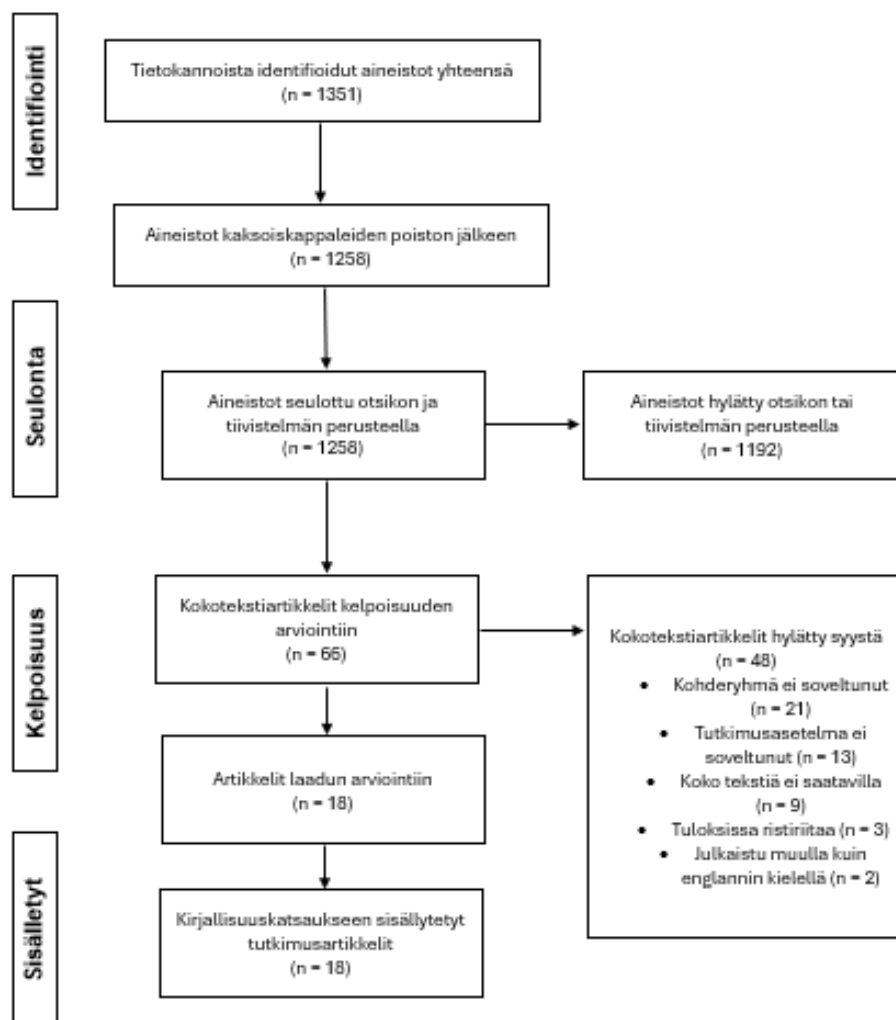 Identifiointi
Tietokannoista identifioidut aineistot yhteensä
(n = 1351)
Aineistot kaksoiskappaleiden poiston jälkeen
(n = 1258)
Seulonta
Aineistot seulottu otsikon ja
tiivistelmän perusteella
(n = 1258)
Aineistot hylätty otsikon tai
tiivistelmän perusteella
(n = 1192)
Kelpoisuus
Kokotekstiartikkelit kelpoisuuden
arviointiin
(n = 66)
Kokotekstiartikkelit hylätty syystä
(n = 48)
• Kohderyhmä ei soveltunut
(n = 21)
• Tutkimusasetelma ei
soveltunut (n = 13)
• Koko tekstiä ei saatavilla
(n = 9)
• Tuloksissa ristiriitaa (n = 3)
• Julkaistu muulla kuin
englannin kielellä (n = 2)
Artikkelit laadun arviointiin
(n = 18)
Sisälletyt
Kirjallisuuskatsaukseen sisällytetyt
tutkimusartikkelit
(n = 18)